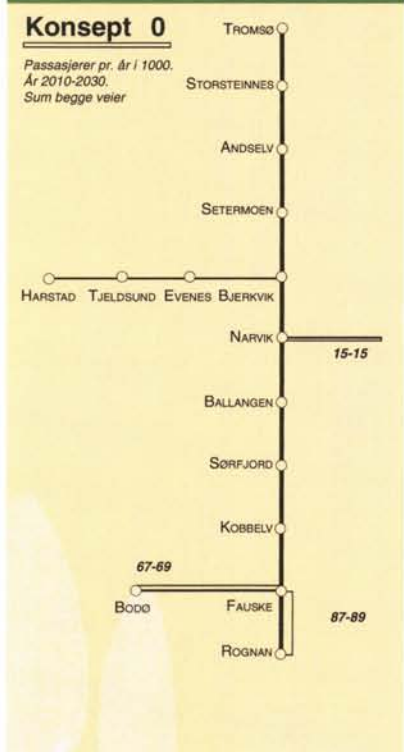 Konsept 0
Passasjerer pr. år i 1000.
År 2010-2030.
Sum begge veier
TROMSØ
STORSTEINNES
ANDSELV
SETERMOEN
HARSTAD TJELDSUND EVENES BJERKVIK
NARVIK
15-15
BALLANGEN
SØRFJORD
KOBBELV
67-69
BODØ FAUSKE
87-89
ROGNAN